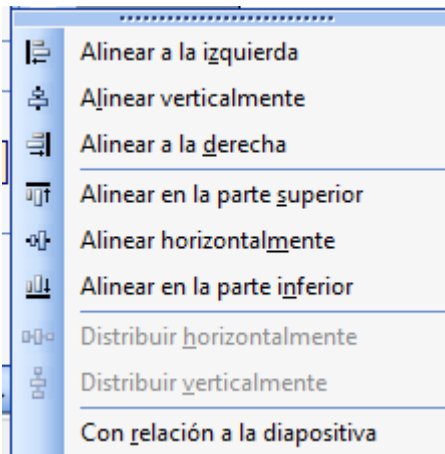 Alinear a la izquierda
Alinear verticalmente
Alinear a la derecha
Alinear en la parte superior
Alinear horizontalmente
Alinear en la parte inferior
Distribuir horizontalmente
Distribuir verticalmente
Con relación a la diapositiva